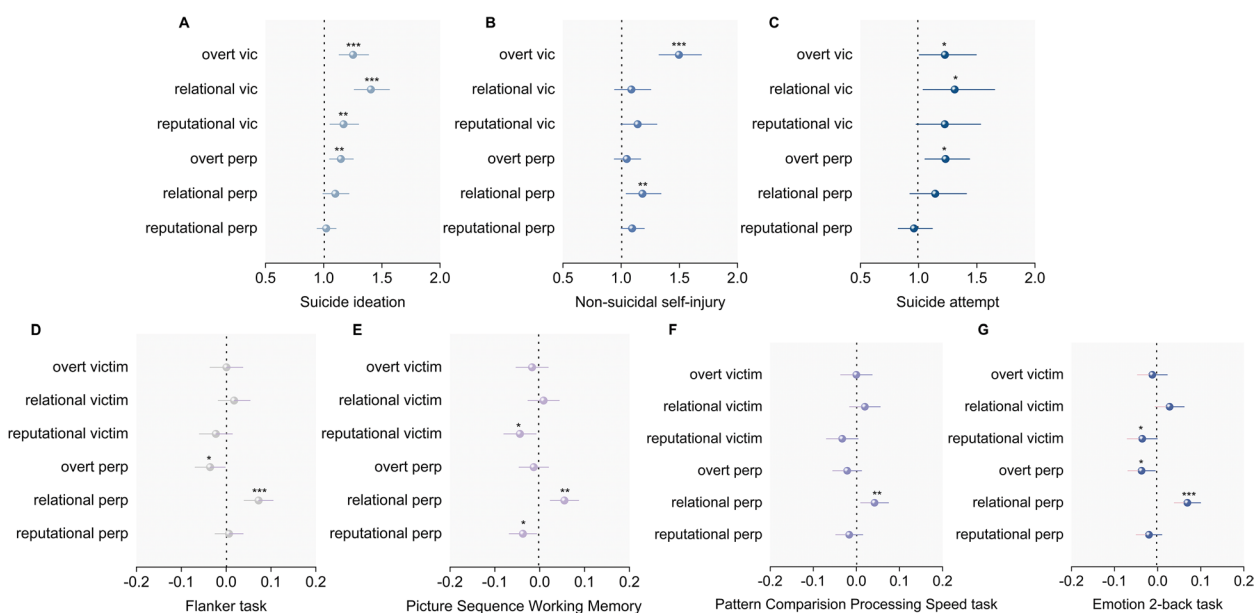 A
overt vic
***
relational vic
***
reputational vic
**
overt perp
**
relational perp
reputational perp
0.5 1.0 1.5 2.0
Suicide ideation
B
overt vic
***
relational vic
reputational vic
overt perp
relational perp
**
reputational perp
0.5 1.0 1.5 2.0
Non-suicidal self-injury
C
overt vic
*
relational vic
*
reputational vic
overt perp
*
relational perp
reputational perp
0.5 1.0 1.5 2.0
Suicide attempt
D
overt victim
relational victim
reputational victim
overt perp
*
relational perp
***
reputational perp
-0.2 -0.1 0.0 0.1 0.2
Flanker task
E
overt victim
relational victim
reputational victim
*
overt perp
relational perp
**
reputational perp
*
-0.2 -0.1 0.0 0.1 0.2
Picture Sequence Working Memory
F
overt victim
relational victim
reputational victim
overt perp
relational perp
**
reputational perp
-0.2 -0.1 0.0 0.1 0.2
Pattern Comparision Processing Speed task
G
overt victim
relational victim
reputational victim
*
overt perp
*
relational perp
***
reputational perp
-0.2 -0.1 0.0 0.1 0.2
Emotion 2-back task